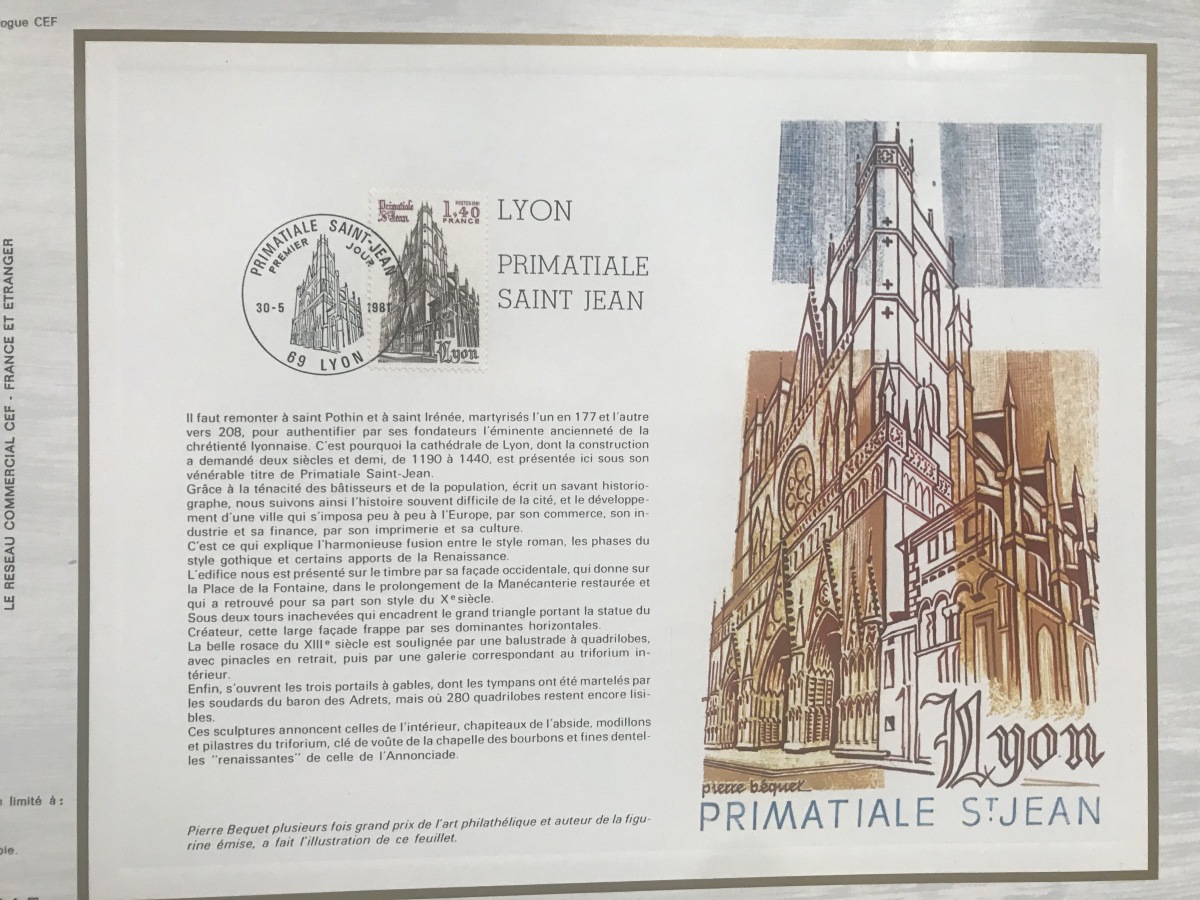 ogue CEF
LE RESEAU COMMERCIAL CEF - FRANCE ET ETRANGER
limité à :
PRIMATIALE SAINT-JEAN
PREMIER JOUR
30-5 1981
69 LYON
Primatiale
St Jean
POSTES 1981
1,40
FRANCE
Lyon
LYON
PRIMATIALE
SAINT JEAN
Il faut remonter à saint Pothin et à saint Irénée, martyrisés l'un en 177 et l'autre
vers 208, pour authentifier par ses fondateurs l'éminente ancienneté de la
chrétienté lyonnaise. C'est pourquoi la cathédrale de Lyon, dont la construction
a demandé deux siècles et demi, de 1190 à 1440, est présentée ici sous son
vénérable titre de Primatiale Saint-Jean.
Grâce à la ténacité des bâtisseurs et de la population, écrit un savant historio-
graphe, nous suivons ainsi l'histoire souvent difficile de la cité, et le développe-
ment d'une ville qui s'imposa peu à peu à l'Europe, par son commerce, son in-
dustrie et sa finance, par son imprimerie et sa culture.
C'est ce qui explique l'harmonieuse fusion entre le style roman, les phases du
style gothique et certains apports de la Renaissance.
L'edifice nous est présenté sur le timbre par sa façade occidentale, qui donne sur
la Place de la Fontaine, dans le prolongement de la Manécanterie restaurée et
qui a retrouvé pour sa part son style du Xe siècle.
Sous deux tours inachevées qui encadrent le grand triangle portant la statue du
Créateur, cette large façade frappe par ses dominantes horizontales.
La belle rosace du XIIIe siècle est soulignée par une balustrade à quadrilobes,
avec pinacles en retrait, puis par une galerie correspondant au triforium in-
térieur.
Enfin, s'ouvrent les trois portails à gables, dont les tympans ont été martelés par
les soudards du baron des Adrets, mais où 280 quadrilobes restent encore lisi-
bles.
Ces sculptures annoncent celles de l'intérieur, chapiteaux de l'abside, modillons
et pilastres du triforium, clé de voûte de la chapelle des bourbons et fines dentel-
les "renaissantes" de celle de l'Annonciade.
Pierre Bequet plusieurs fois grand prix de l'art philathélique et auteur de la figu-
rine émise, a fait l'illustration de ce feuillet.
Lyon
pierre béquet
PRIMATIALE ST JEAN